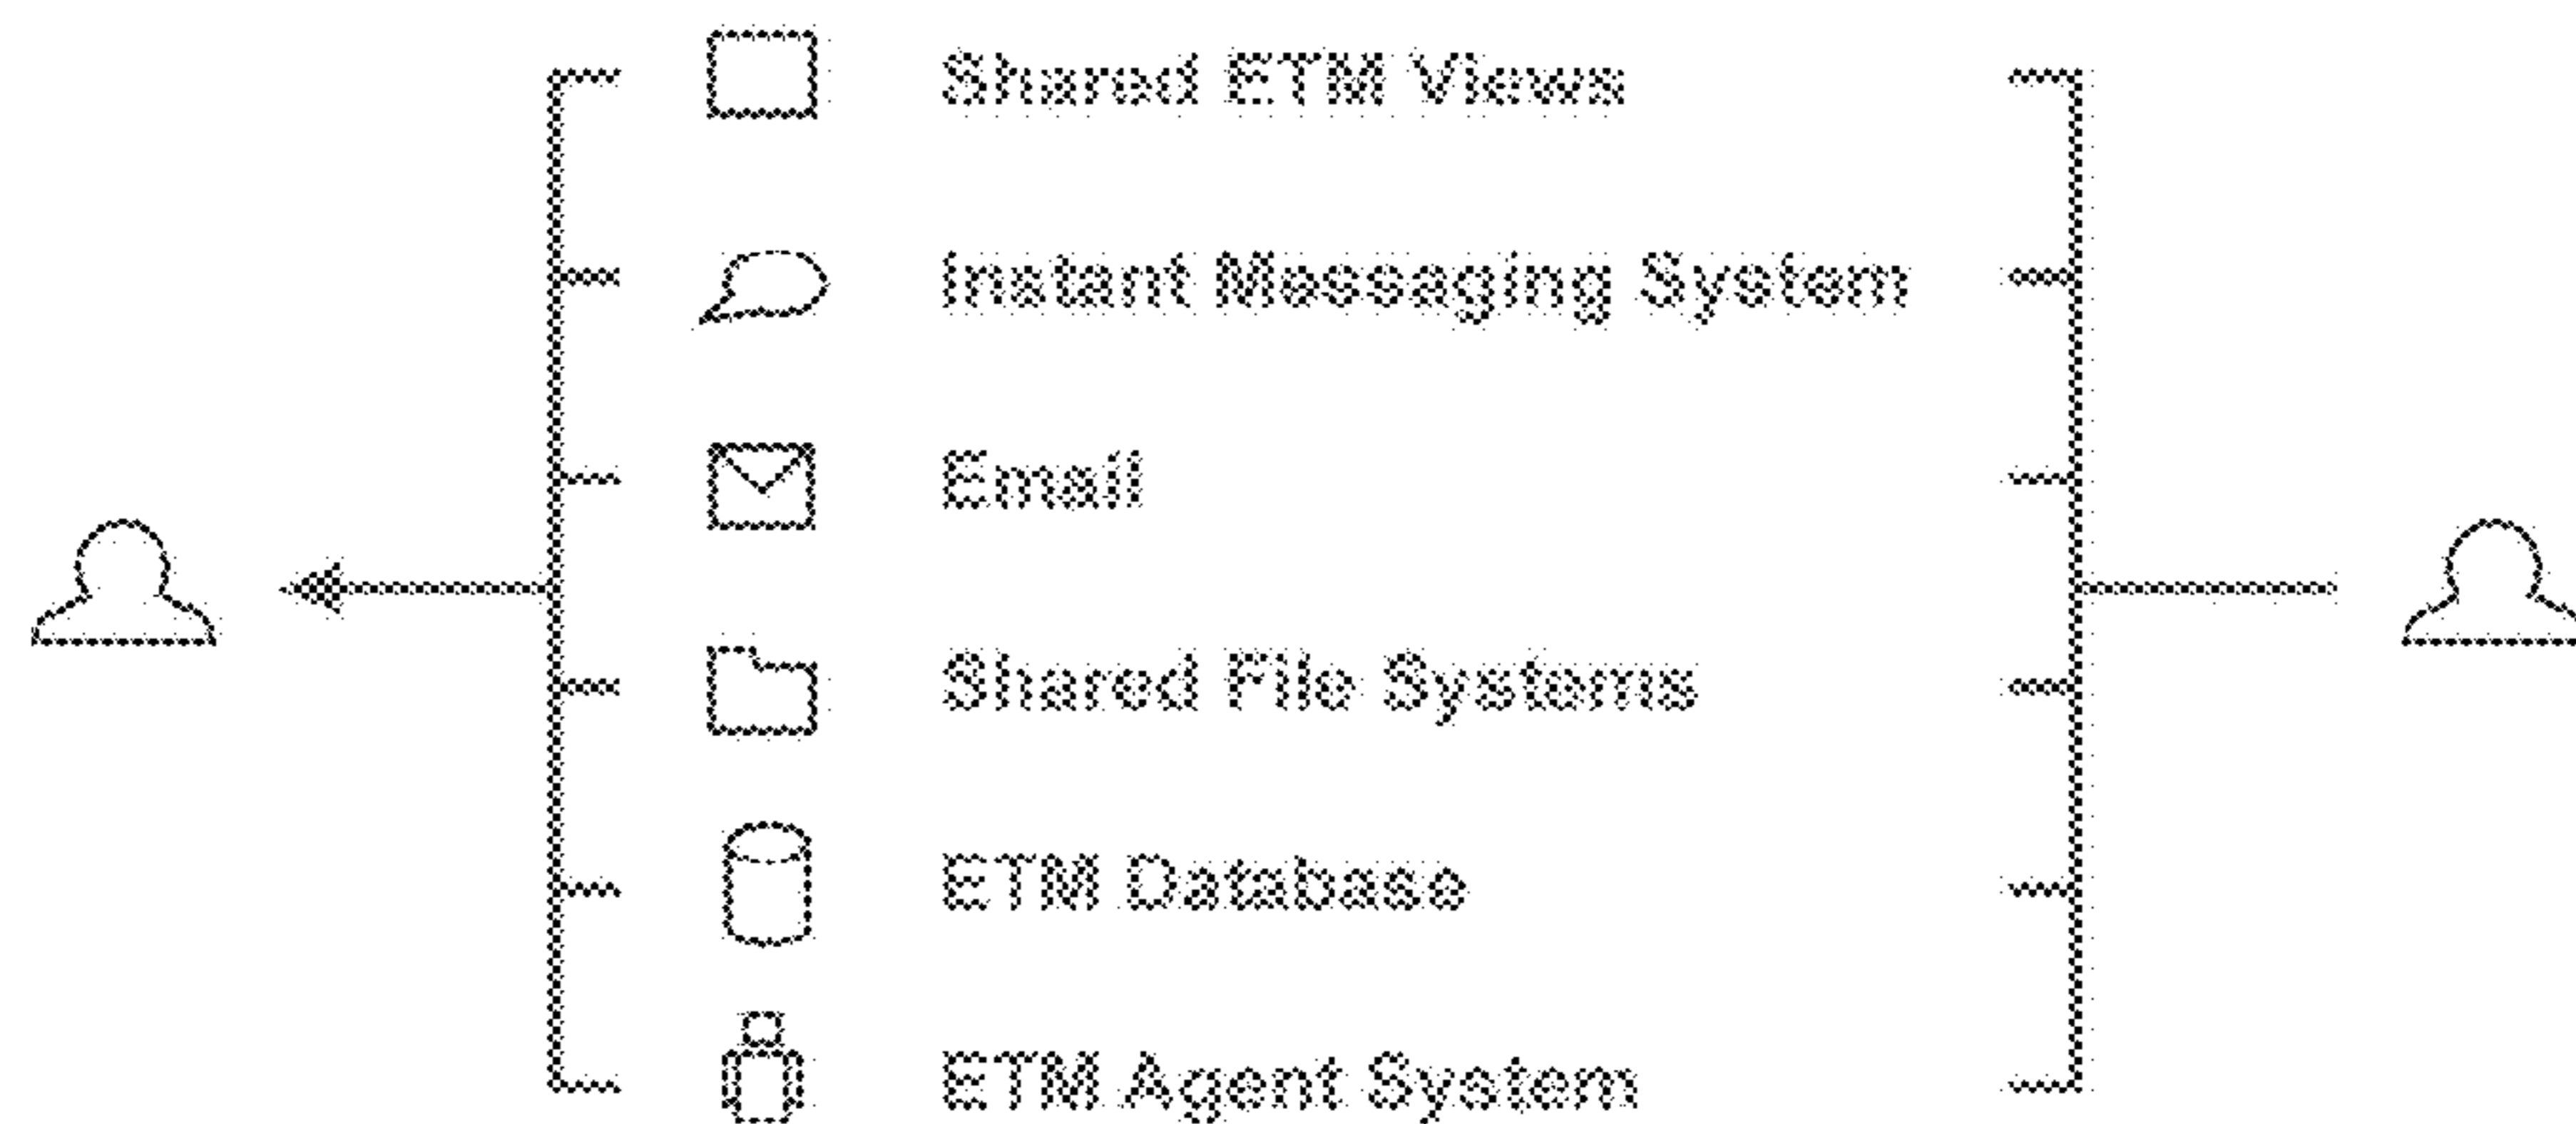 Shared ETM Views
Instant Messaging System
Email
Shared File Systems
ETM Database
ETM Agent System